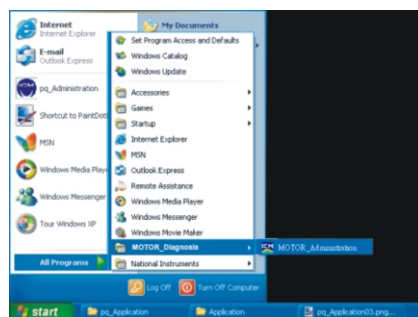 Internet
Internet Explorer
E-mail
Outlook Express
pq_Administration
Shortcut to PaintDot
MSN
Windows Media Play
Windows Messenger
Tour Windows XP
All Programs
My Documents
Set Program Access and Defaults
Windows Catalog
Windows Update
Accessories
Games
Startup
Internet Explorer
MSN
Outlook Express
Remote Assistance
Windows Media Player
Windows Messenger
Windows Movie Maker
MOTOR_Diagnosis
National Instruments
MOTOR_Administration
Log Off
Turn Off Computer
start
pq_Application
Application
pq_Application03.png...